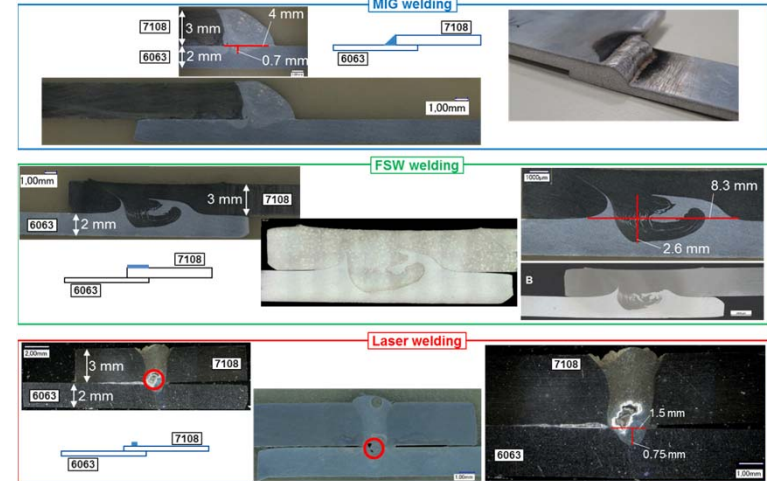 MIG welding
7108
3 mm
4 mm
6063
2 mm
0.7 mm
7108
6063
1,00mm
FSW welding
1,00mm
3 mm
7108
6063
2 mm
7108
6063
1000µm
8.3 mm
2.6 mm
B
Laser welding
2,00mm
3 mm
7108
6063
2 mm
7108
6063
1,00mm
7108
1.5 mm
6063
0.75 mm
1,00mm